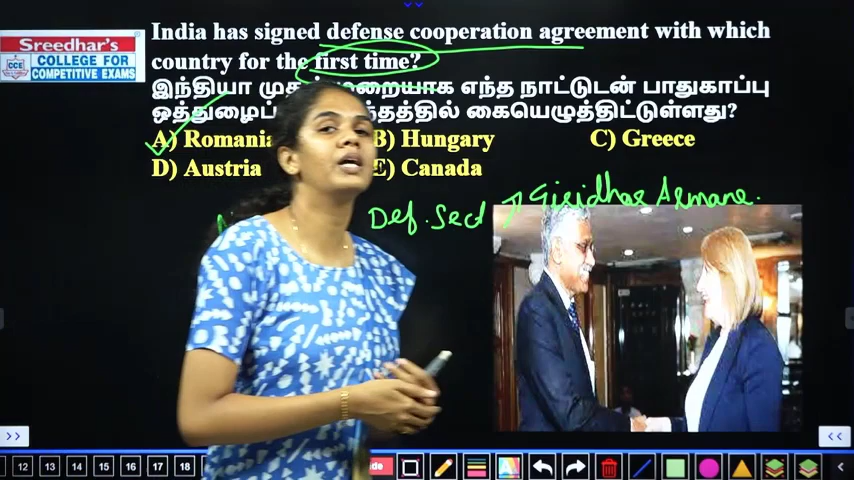 India has signed defense cooperation agreement with which
Sreedhar's
CCE
COLLEGE FOR
COMPETITIVE EXAMS
country for the first time?
இந்தியா எந்த நாட்டுடன் பாதுகாப்பு
கையெழுத்திட்டுள்ளது?
A) Romania B) Hungary C) Greece
D) Austria E) Canada
Def. Sect Giridhar Armane.
>> <<
12 13 14 15 16 17 18